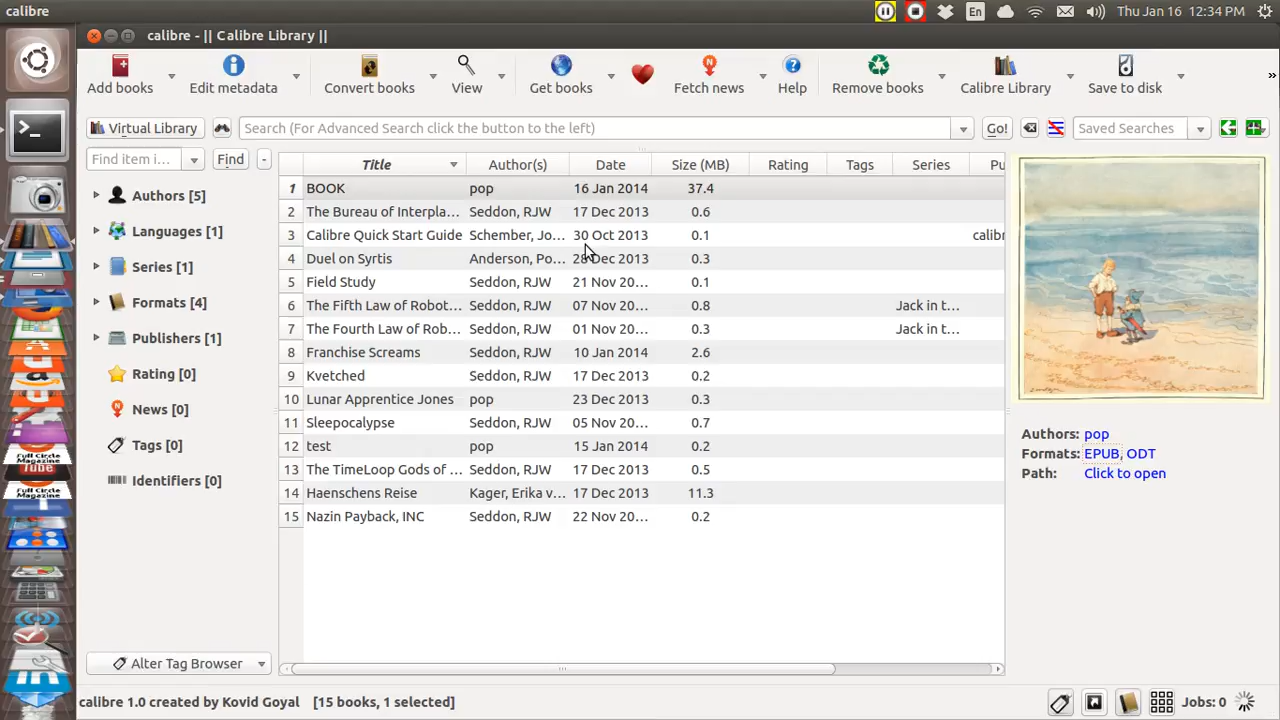 calibre
En
Thu Jan 16 12:34 PM
calibre - || Calibre Library ||
Add books
Edit metadata
Convert books
View
Get books
Fetch news
Help
Remove books
Calibre Library
Save to disk
»
Virtual Library
Search (For Advanced Search click the button to the left)
Go!
Saved Searches
Find item i...
Find
-
Title Author(s) Date Size (MB) Rating Tags Series Pu
1 BOOK pop 16 Jan 2014 37.4
2 The Bureau of Interpla... Seddon, RJW 17 Dec 2013 0.6
3 Calibre Quick Start Guide Schember, Jo... 30 Oct 2013 0.1 calibr
4 Duel on Syrtis Anderson, Po... Dec 2013 0.3
5 Field Study Seddon, RJW 21 Nov 20... 0.1
6 The Fifth Law of Robot... Seddon, RJW 07 Nov 20... 0.8 Jack in t...
7 The Fourth Law of Rob... Seddon, RJW 01 Nov 20... 0.3 Jack in t...
8 Franchise Screams Seddon, RJW 10 Jan 2014 2.6
9 Kvetched Seddon, RJW 17 Dec 2013 0.2
10 Lunar Apprentice Jones pop 23 Dec 2013 0.3
11 Sleepocalypse Seddon, RJW 05 Nov 20... 0.7
12 test pop 15 Jan 2014 0.2
13 The TimeLoop Gods of ... Seddon, RJW 17 Dec 2013 0.5
14 Haenschens Reise Kager, Erika v... 17 Dec 2013 11.3
15 Nazin Payback, INC Seddon, RJW 22 Nov 20... 0.2
Authors [5]
Languages [1]
Series [1]
Formats [4]
Publishers [1]
Rating [0]
News [0]
Tags [0]
Identifiers [0]
Alter Tag Browser
Authors: pop
Formats: EPUB, ODT
Path: Click to open
Full Circle
Magazine
Tube
Full Circle
Magazine
in
calibre 1.0 created by Kovid Goyal [15 books, 1 selected]
Jobs: 0